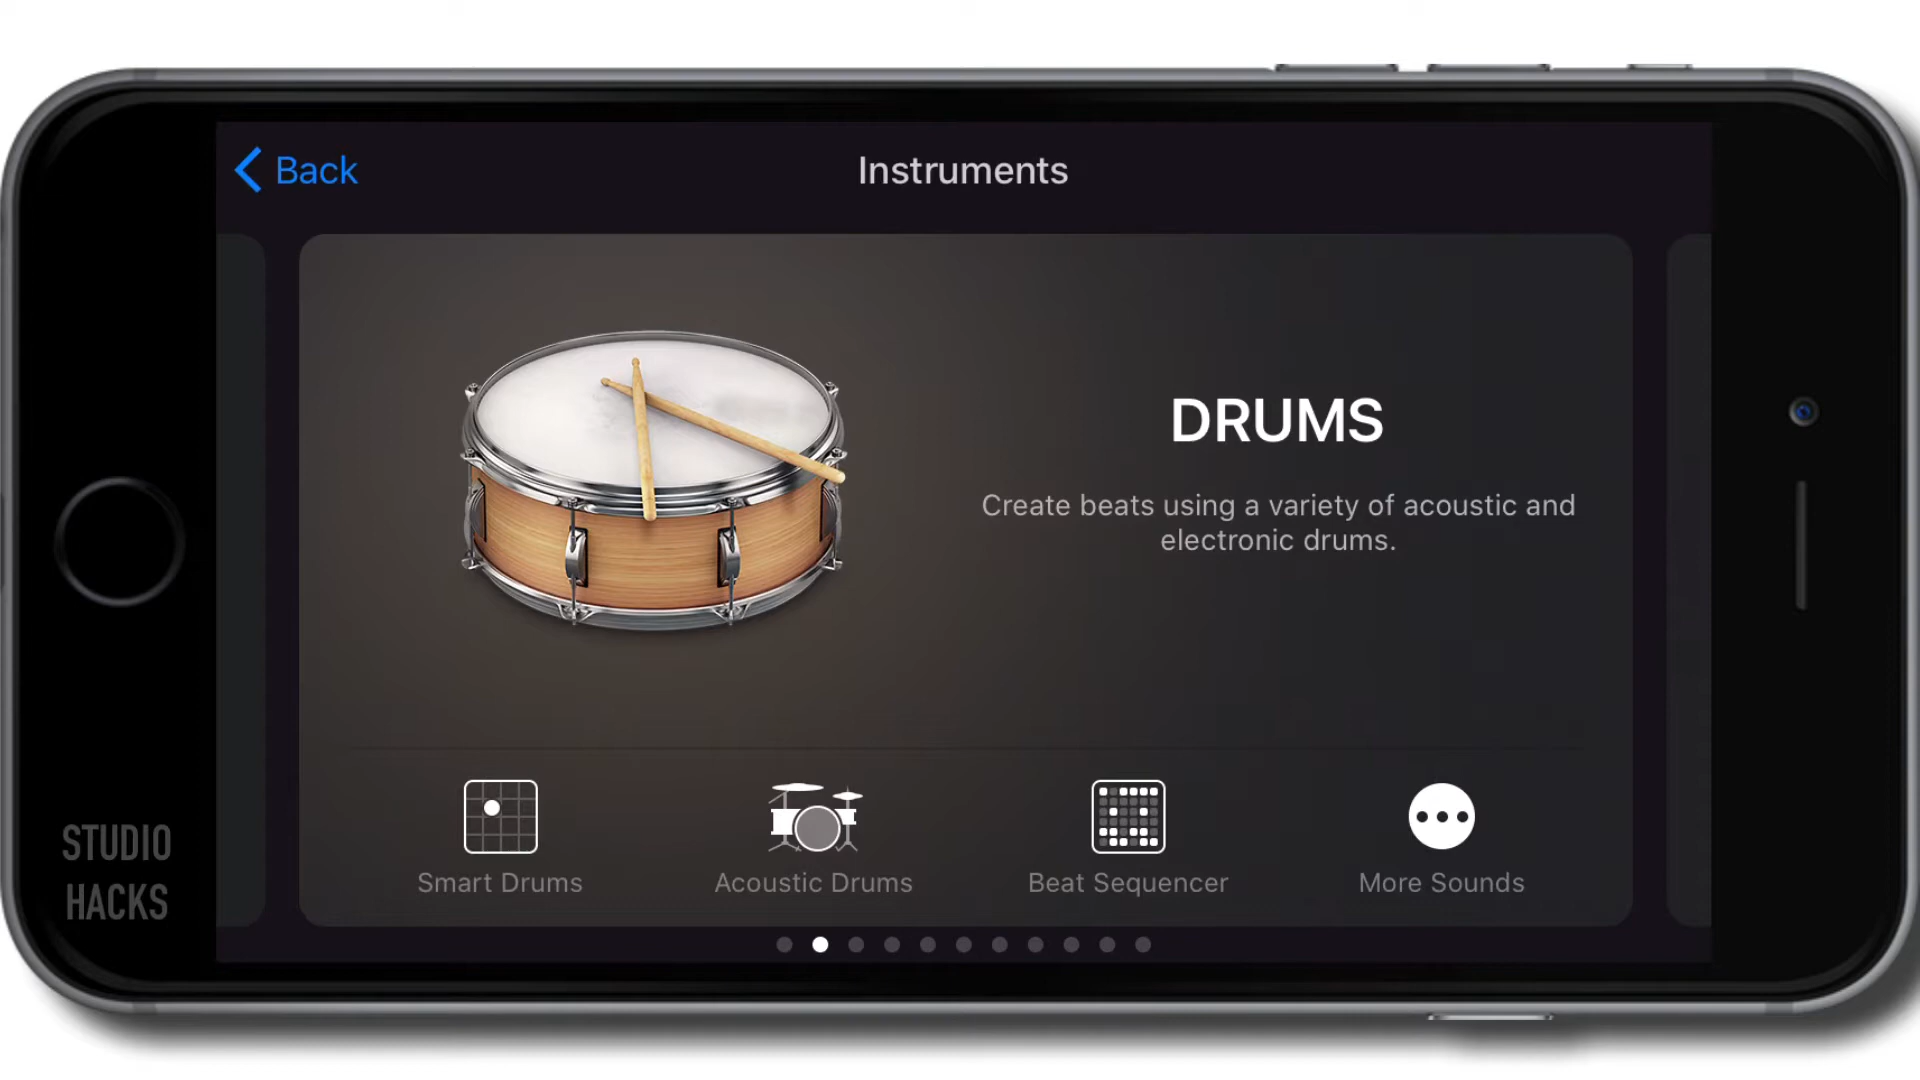 Back
Instruments
DRUMS
Create beats using a variety of acoustic and
electronic drums.
Smart Drums
Acoustic Drums
Beat Sequencer
More Sounds
STUDIO
HACKS